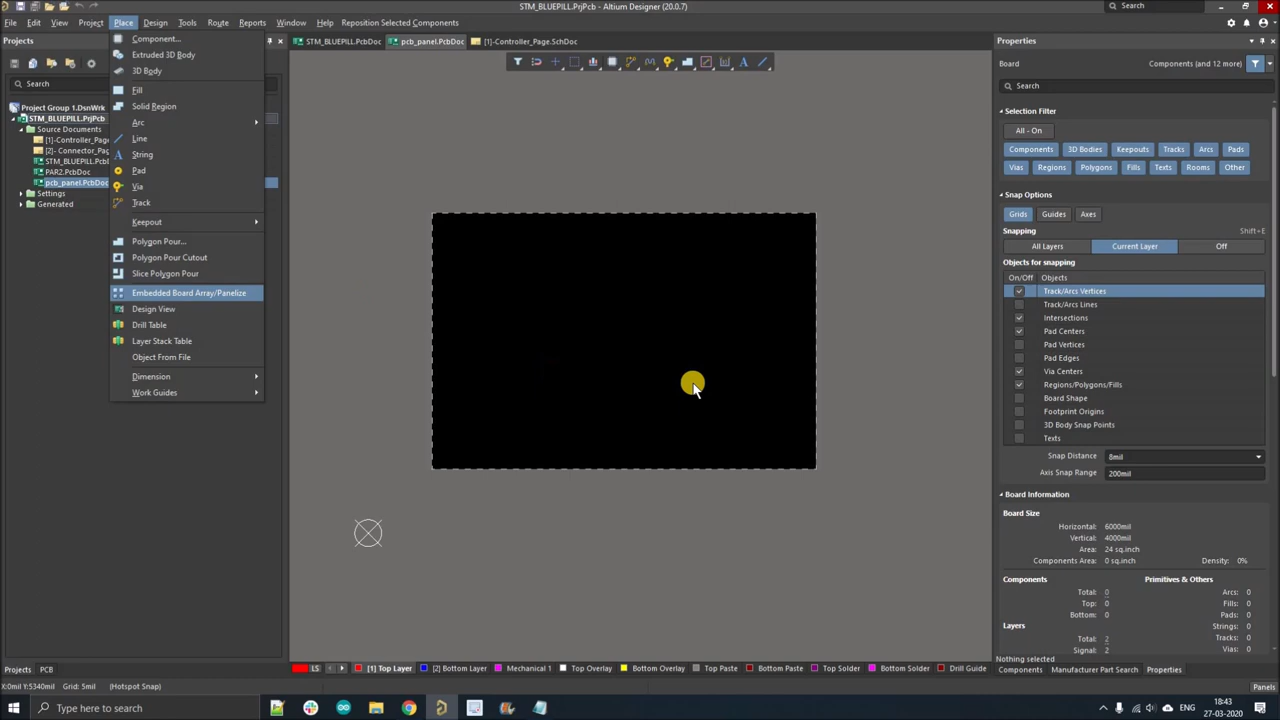 STM_BLUEPILL.PrjPcb - Altium Designer (20.0.7)
Search
File Edit View Project Place Design Tools Route Reports Window Help Reposition Selected Components
Projects
Component...
Extruded 3D Body
3D Body
Fill
Solid Region
Arc
Line
String
Pad
Via
Track
Keepout
Polygon Pour...
Polygon Pour Cutout
Slice Polygon Pour
Embedded Board Array/Panelize
Design View
Drill Table
Layer Stack Table
Object From File
Dimension
Work Guides
Search
Project Group 1.DsnWrk
STM_BLUEPILL.PrjPcb
Source Documents
[1]-Controller_Page.
[2]- Connector_Page.
STM_BLUEPILL.PcbD
PAR2.PcbDoc
pcb_panel.PcbDoc
Settings
Generated
STM_BLUEPILL.PcbDoc pcb_panel.PcbDoc [1]-Controller_Page.SchDoc
Properties
Board Components (and 12 more)
Search
Selection Filter
All - On
Components 3D Bodies Keepouts Tracks Arcs Pads
Vias Regions Polygons Fills Texts Rooms Other
Snap Options
Grids Guides Axes
Snapping Shift+E
All Layers Current Layer Off
Objects for snapping
On/Off Objects
Track/Arcs Vertices
Track/Arcs Lines
Intersections
Pad Centers
Pad Vertices
Pad Edges
Via Centers
Regions/Polygons/Fills
Board Shape
Footprint Origins
3D Body Snap Points
Texts
Snap Distance 8mil
Axis Snap Range 200mil
Board Information
Board Size
Horizontal: 6000mil
Vertical: 4000mil
Area: 24 sq.inch
Components Area: 0 sq.inch Density: 0%
Components Primitives & Others
Total: 0 Arcs: 0
Top: 0 Fills: 0
Bottom: 0 Pads: 0
Strings: 0
Layers Tracks: 0
Total: 2 Vias: 0
Signal: 2
Nothing selected
Projects PCB
LS [1] Top Layer [2] Bottom Layer Mechanical 1 Top Overlay Bottom Overlay Top Paste Bottom Paste Top Solder Bottom Solder Drill Guide
Components Manufacturer Part Search Properties
X:0mil Y:5340mil Grid: 5mil (Hotspot Snap)
Panels
Type here to search
ENG
18:43
27-03-2020